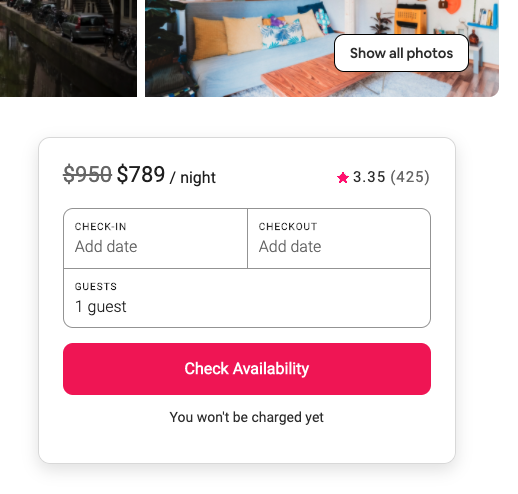 Show all photos
$950 $789 / night
3.35 (425)
CHECK-IN
Add date
CHECKOUT
Add date
GUESTS
1 guest
Check Availability
You won't be charged yet